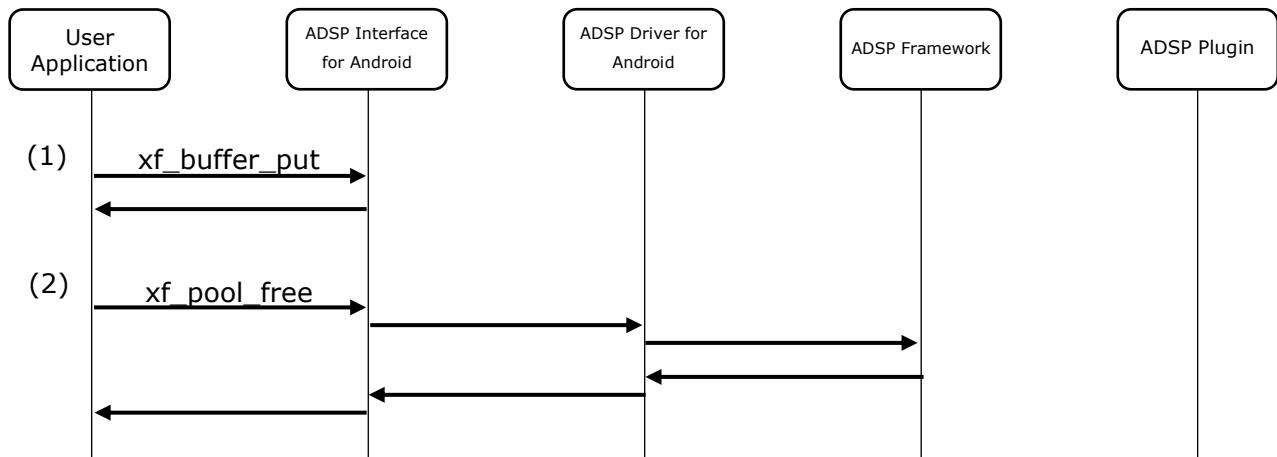 User
Application
ADSP Interface
for Android
ADSP Driver for
Android
ADSP Framework
ADSP Plugin
(1)
xf_buffer_put
(2)
xf_pool_free